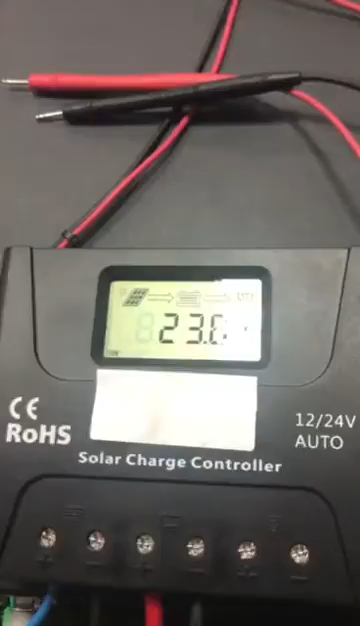 23.0
CE
RoHS
12/24V
AUTO
Solar Charge Controller
+ − + − + −